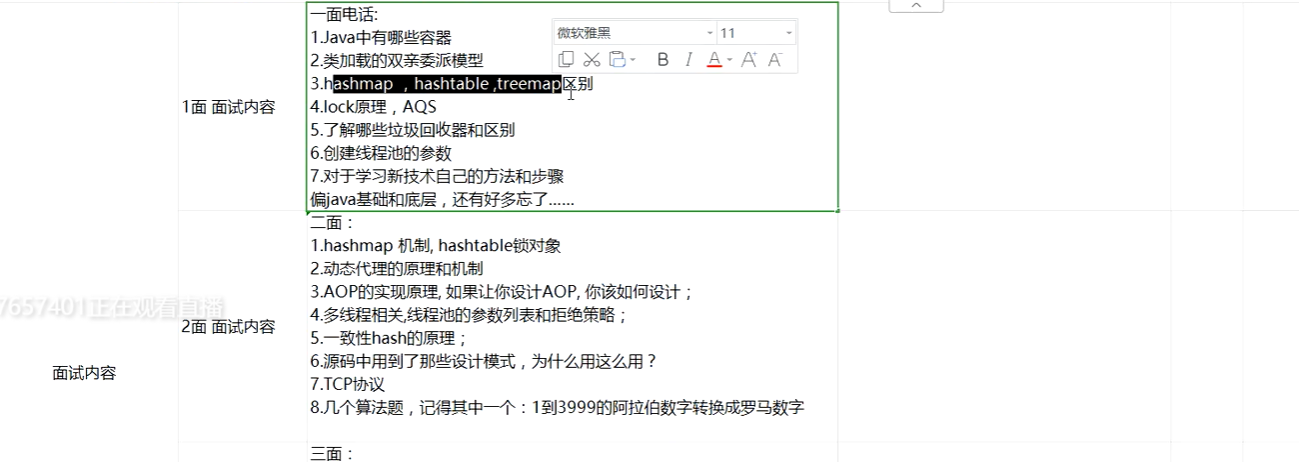 一面电话:
1.Java中有哪些容器
2.类加载的双亲委派模型
3.hashmap ，hashtable ,treemap区别
4.lock原理，AQS
5.了解哪些垃圾回收器和区别
6.创建线程池的参数
7.对于学习新技术自己的方法和步骤
偏java基础和底层，还有好多忘了......
微软雅黑 11
B I A A+ A-
1面 面试内容
二面：
1.hashmap 机制, hashtable锁对象
2.动态代理的原理和机制
3.AOP的实现原理, 如果让你设计AOP, 你该如何设计；
4.多线程相关,线程池的参数列表和拒绝策略；
5.一致性hash的原理；
6.源码中用到了那些设计模式，为什么用这么用？
7.TCP协议
8.几个算法题，记得其中一个：1到3999的阿拉伯数字转换成罗马数字
7657401正在观看直播
2面 面试内容
面试内容
三面：